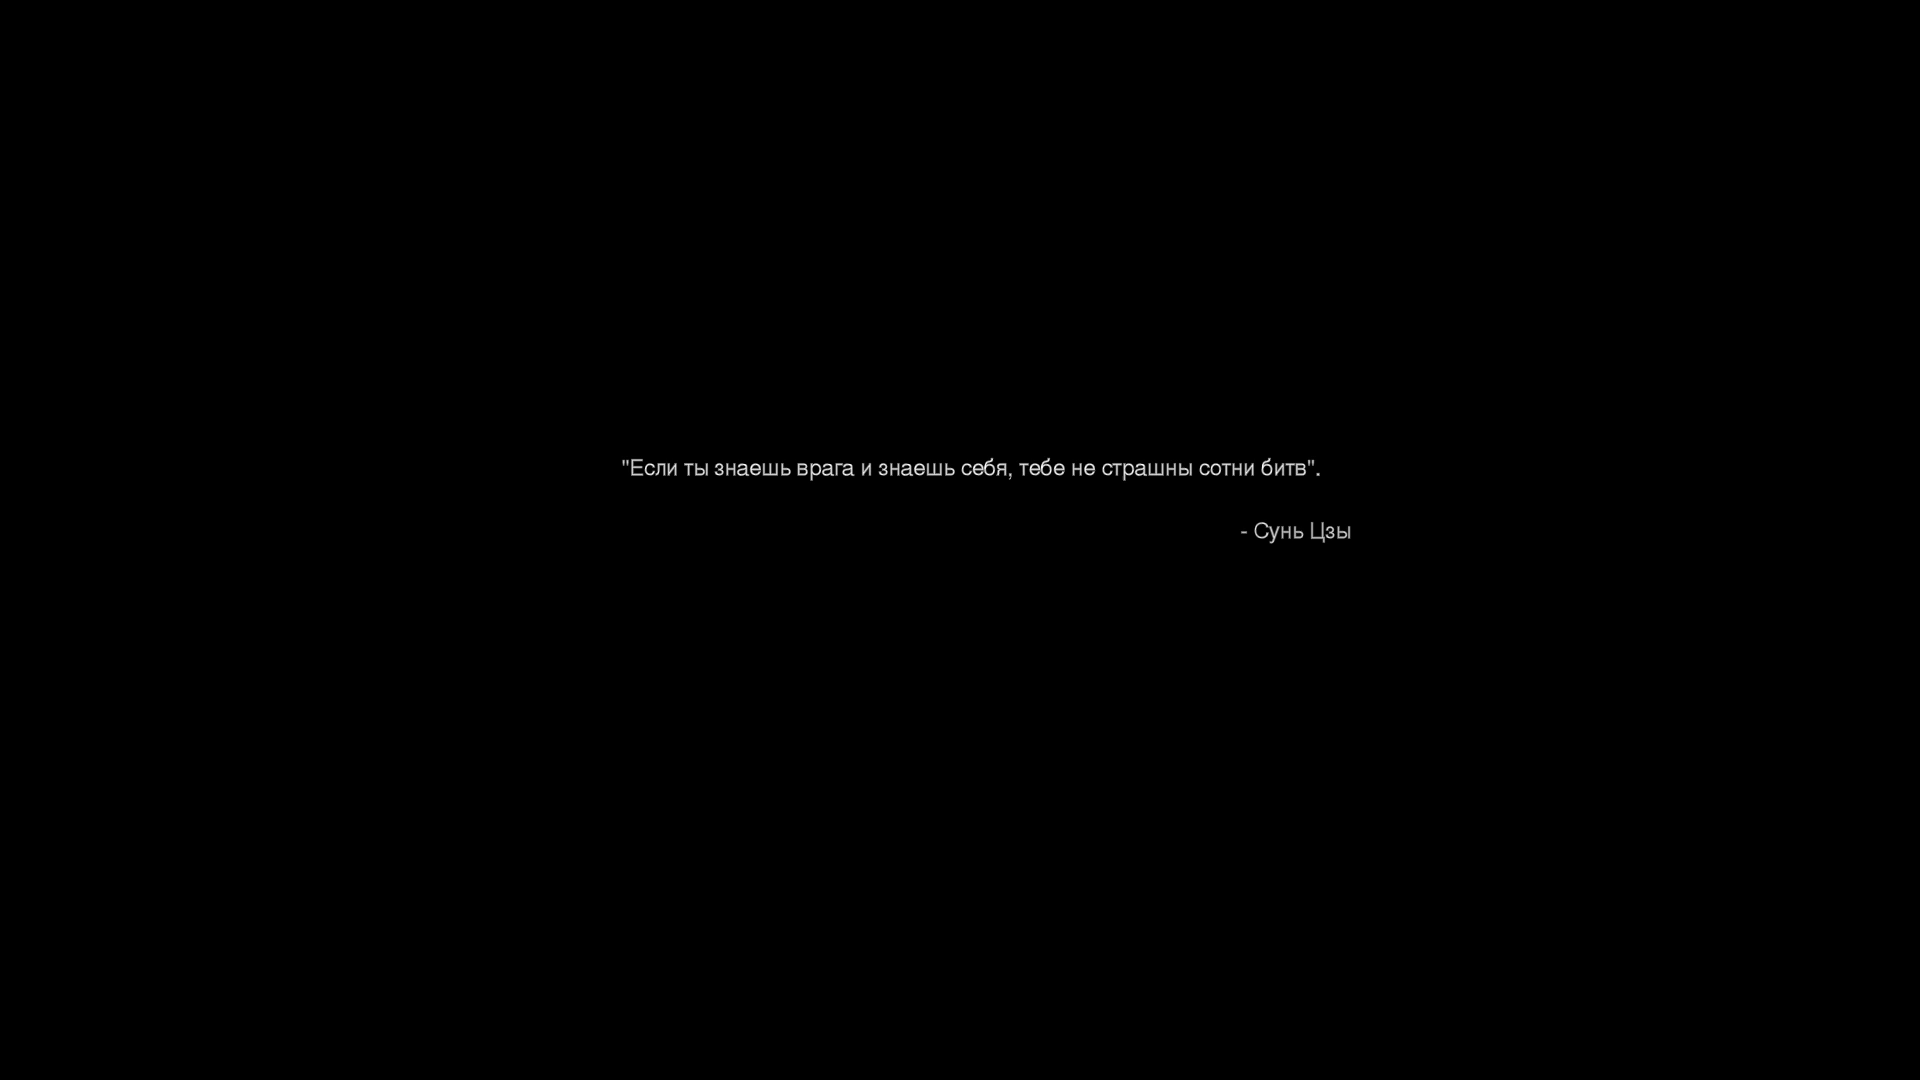 "Если ты знаешь врага и знаешь себя, тебе не страшны сотни битв".
- Сунь Цзы